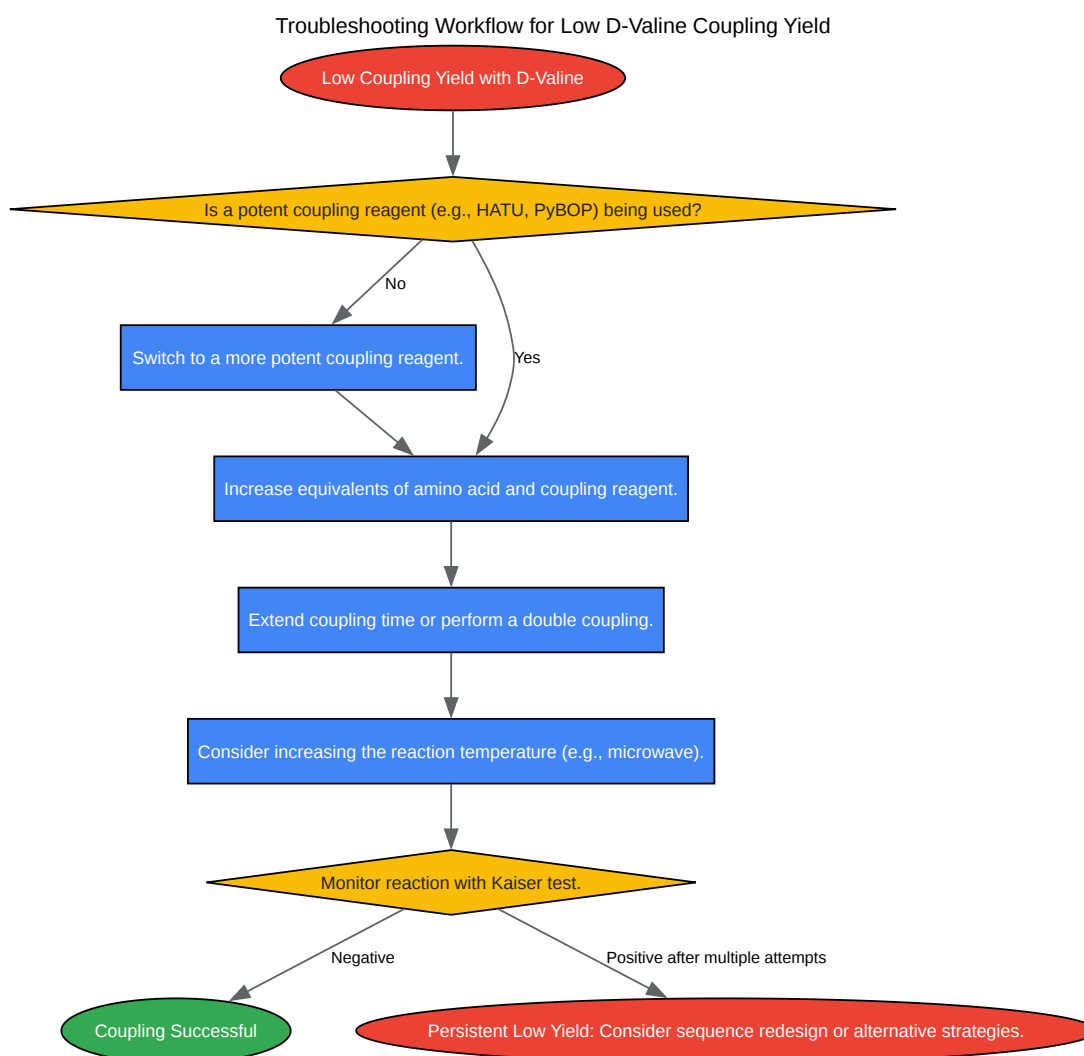 Troubleshooting Workflow for Low D-Valine Coupling Yield
Low Coupling Yield with D-Valine
Is a potent coupling reagent (e.g., HATU, PyBOP) being used?
No
Switch to a more potent coupling reagent.
Yes
Increase equivalents of amino acid and coupling reagent.
Extend coupling time or perform a double coupling.
Consider increasing the reaction temperature (e.g., microwave).
Monitor reaction with Kaiser test.
Negative
Positive after multiple attempts
Coupling Successful
Persistent Low Yield: Consider sequence redesign or alternative strategies.